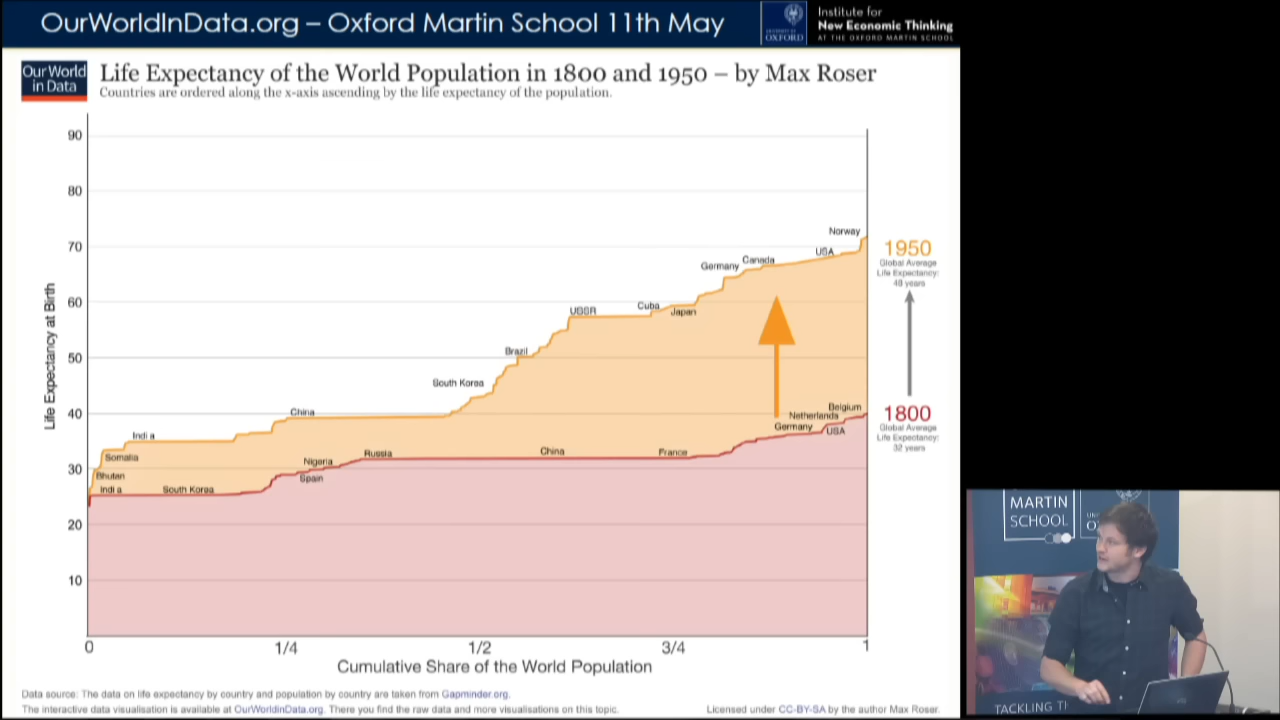 OurWorldInData.org – Oxford Martin School 11th May
UNIVERSITY OF
OXFORD
Institute for
New Economic Thinking
AT THE OXFORD MARTIN SCHOOL
Our World
in Data
Life Expectancy of the World Population in 1800 and 1950 – by Max Roser
Countries are ordered along the x-axis ascending by the life expectancy of the population.
Life Expectancy at Birth
90
80
70
60
50
40
30
20
10
Norway
USA
Canada
Germany
Cuba
Japan
USSR
Brazil
South Korea
China
India
Somalia
Bhutan
India
South Korea
Nigeria
Spain
Russia
China
France
Germany
Netherlands
USA
Belgium
1950
Global Average
Life Expectancy:
48 years
1800
Global Average
Life Expectancy:
32 years
0
1/4
1/2
3/4
1
Cumulative Share of the World Population
Data source: The data on life expectancy by country and population by country are taken from Gapminder.org.
The interactive data visualisation is available at OurWorldInData.org. There you find the raw data and more visualisations on this topic.
Licensed under CC-BY-SA by the author Max Roser.
MARTIN
SCHOOL
TACKLING